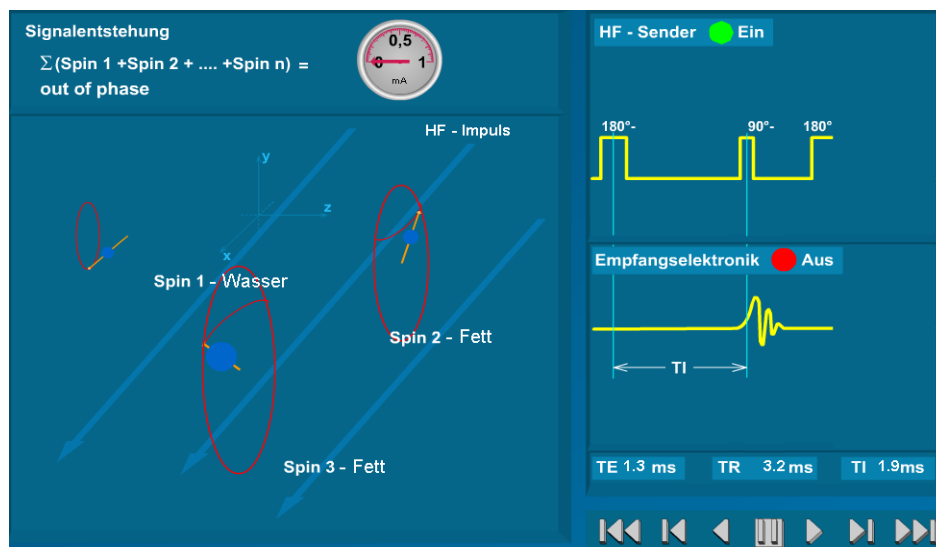 Signalentstehung
Σ(Spin 1 +Spin 2 + .... +Spin n) =
out of phase
0,5
0 1
mA
HF - Impuls
y
z
x
Spin 1 - Wasser
Spin 2 - Fett
Spin 3 - Fett
HF - Sender Ein
180°- 90°- 180°
Empfangselektronik Aus
TI
TE 1.3 ms TR 3.2 ms TI 1.9ms